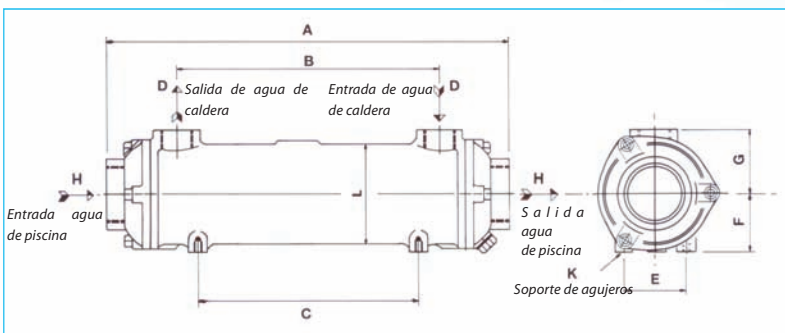 A
B
D
Salida de agua de
caldera
Entrada de agua
de caldera
D
H
Entrada agua
de piscina
L
H
Salida
agua
de piscina
G
F
K
Soporte de agujeros
E
C